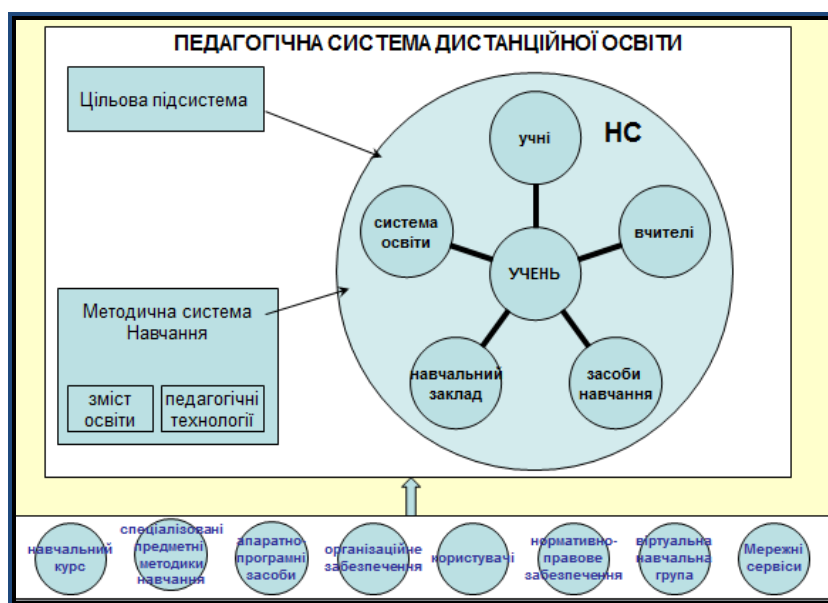 ПЕДАГОГІЧНА СИСТЕМА ДИСТАНЦІЙНОЇ ОСВІТИ
Цільова підсистема
НС
учні
система
освіти
вчителі
УЧЕНЬ
Методична система
Навчання
зміст
освіти
педагогічні
технології
навчальний
заклад
засоби
навчання
навчальний
курс
спеціалізовані
предметні
методики
навчання
апаратно-
програмні
засоби
організаційне
забезпечення
користувачі
нормативно-
правове
забезпечення
віртуальна
навчальна
група
Мережні
сервіси